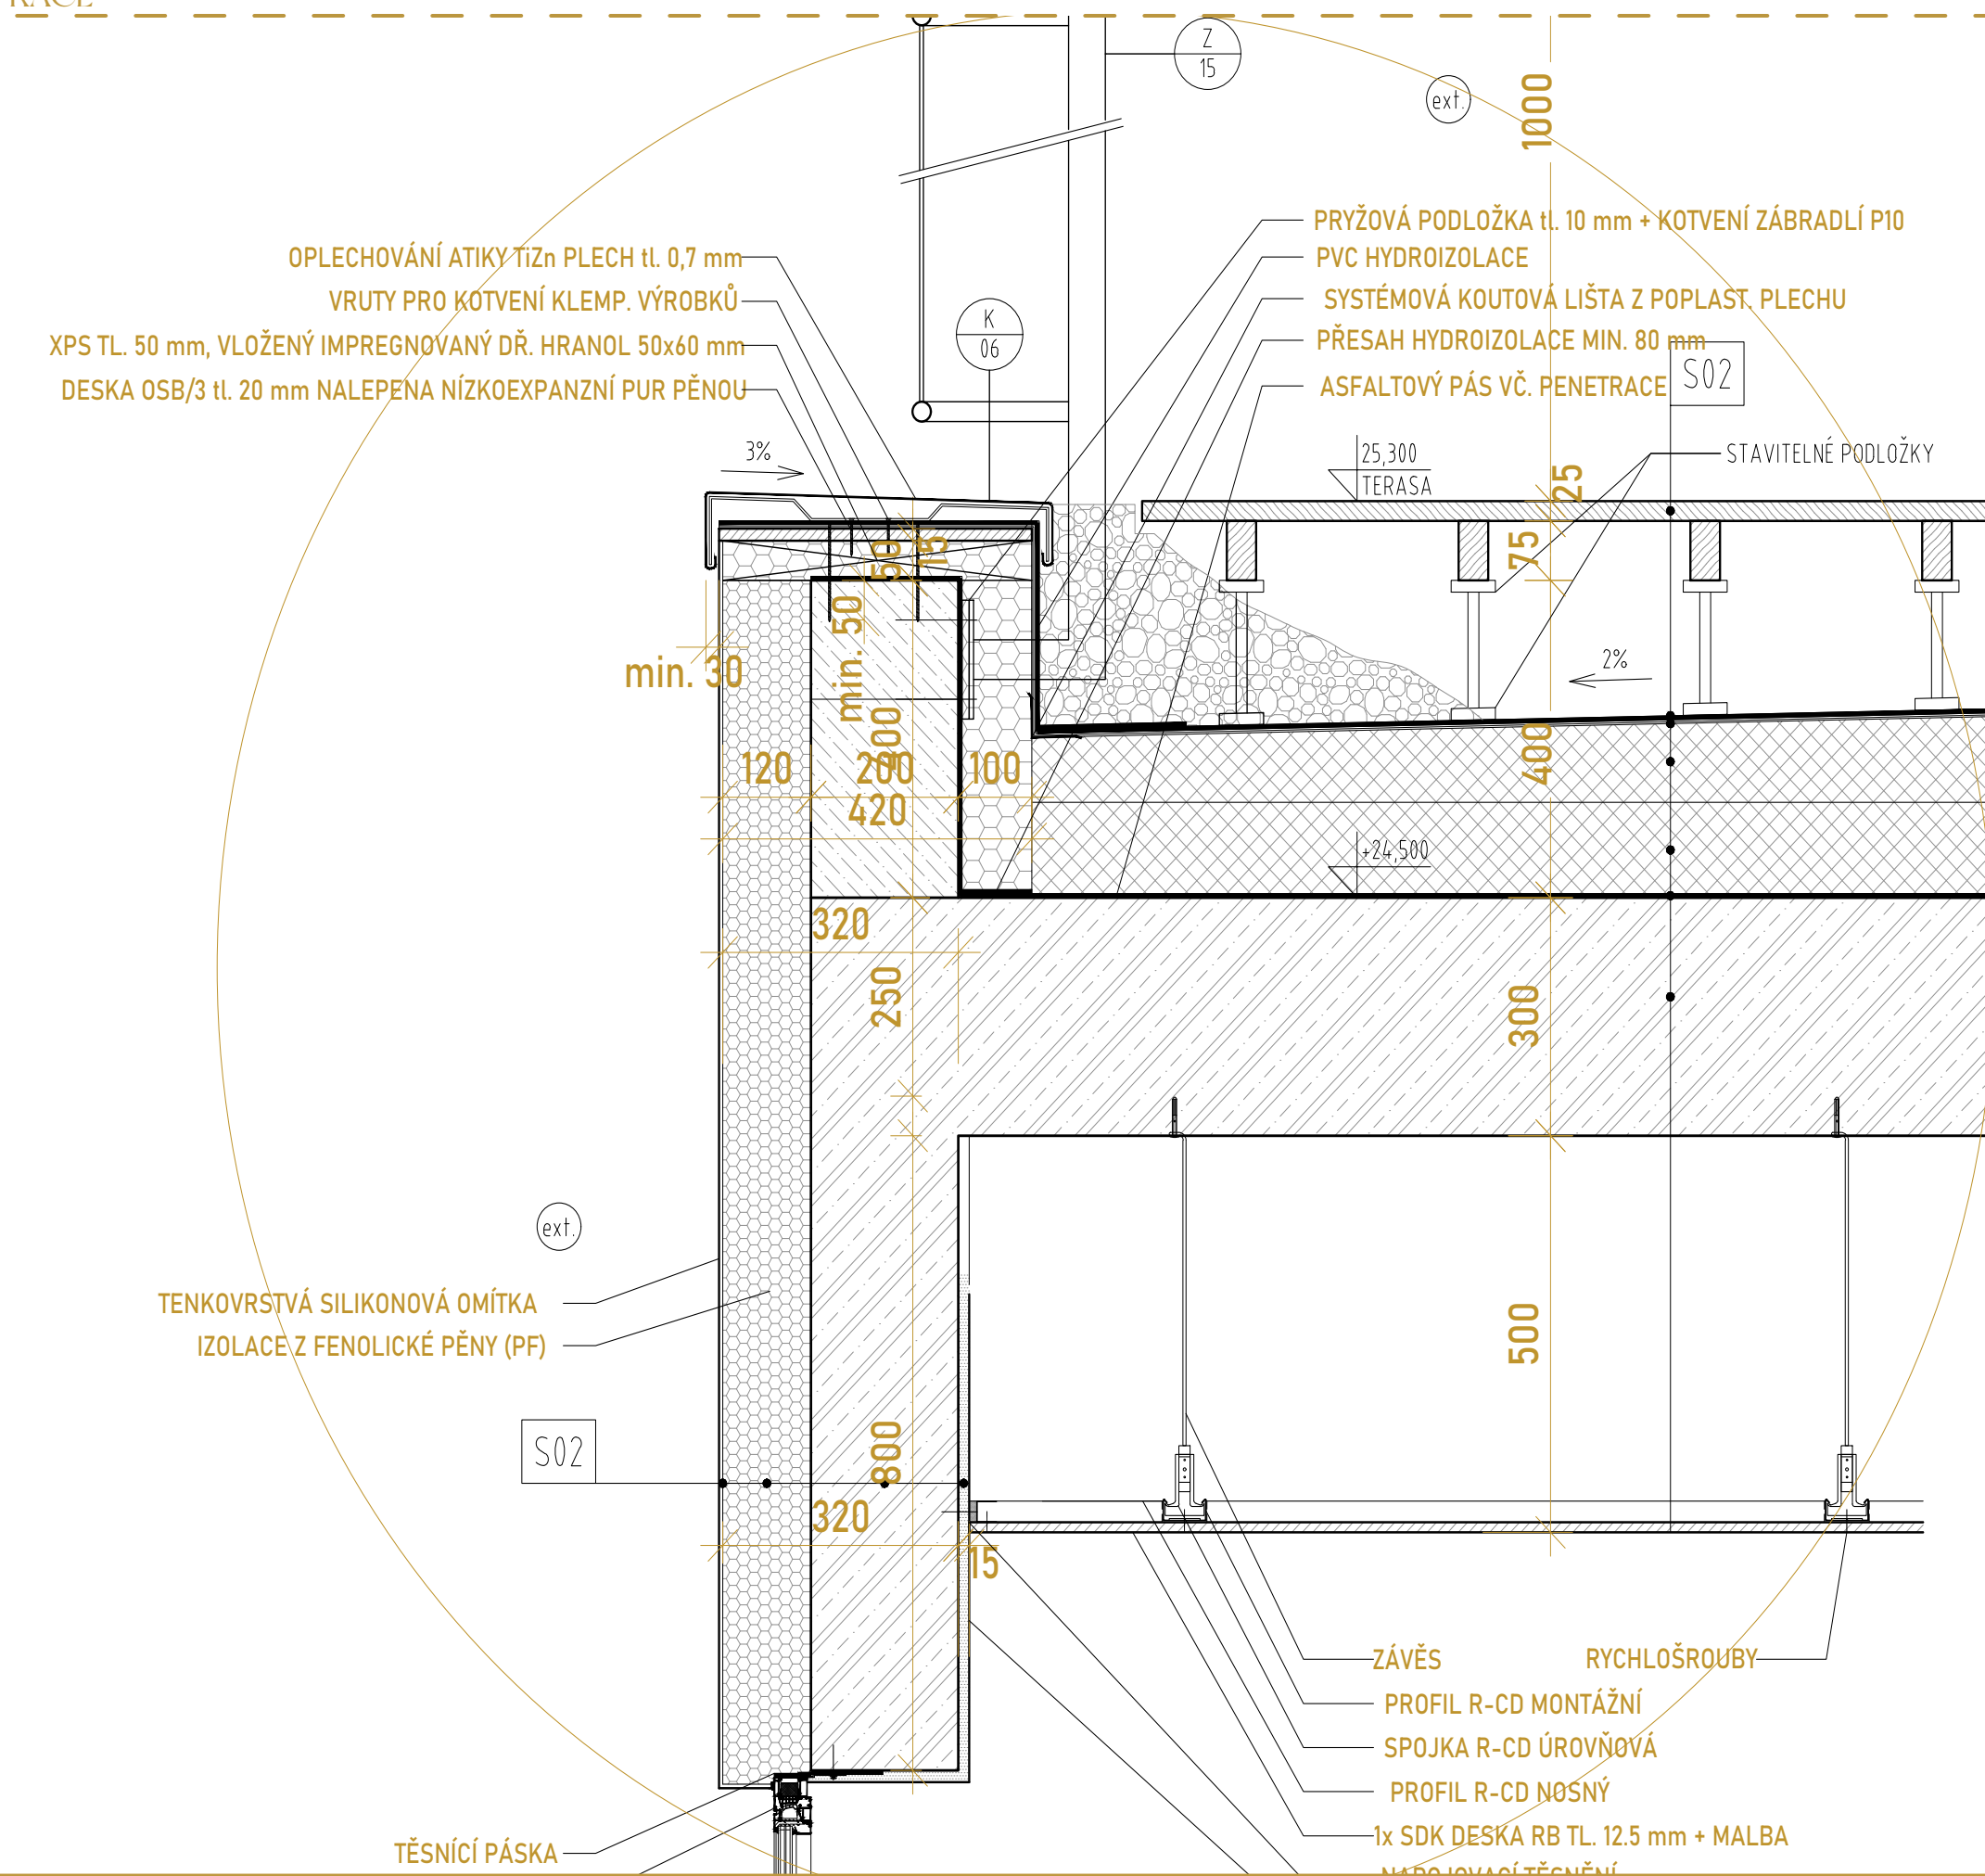 Z
15
ext.
1000
PRYŽOVÁ PODLOŽKA tl. 10 mm + KOTVENÍ ZÁBRADLÍ P10
OPLECHOVÁNÍ ATIKY TiZn PLECH tl. 0,7 mm
PVC HYDROIZOLACE
VRUTY PRO KOTVENÍ KLEMP. VÝROBKŮ
SYSTÉMOVÁ KOUTOVÁ LIŠTA Z POPLAST. PLECHU
K
06
XPS TL. 50 mm, VLOŽENÝ IMPREGNOVANÝ DŘ. HRANOL 50x60 mm
PŘESAH HYDROIZOLACE MIN. 80 mm
S02
DESKA OSB/3 tl. 20 mm NALEPENA NÍZKOEXPANZNÍ PUR PĚNOU
ASFALTOVÝ PÁS VČ. PENETRACE
3%
25,300
TERASA
STAVITELNÉ PODLOŽKY
25
50
15
75
min. 50
min. 30
2%
400
400
120
200
100
420
+24,500
320
250
300
ext.
TENKOVRSTVÁ SILIKONOVÁ OMÍTKA
IZOLACE Z FENOLICKÉ PĚNY (PF)
500
S02
800
320
15
ZÁVĚS
RYCHLOŠROUBY
PROFIL R-CD MONTÁŽNÍ
SPOJKA R-CD ÚROVŇOVÁ
PROFIL R-CD NOSNÝ
1x SDK DESKA RB TL. 12.5 mm + MALBA
TĚSNÍCÍ PÁSKA
NAPOJOVACÍ TĚSNĚNÍ